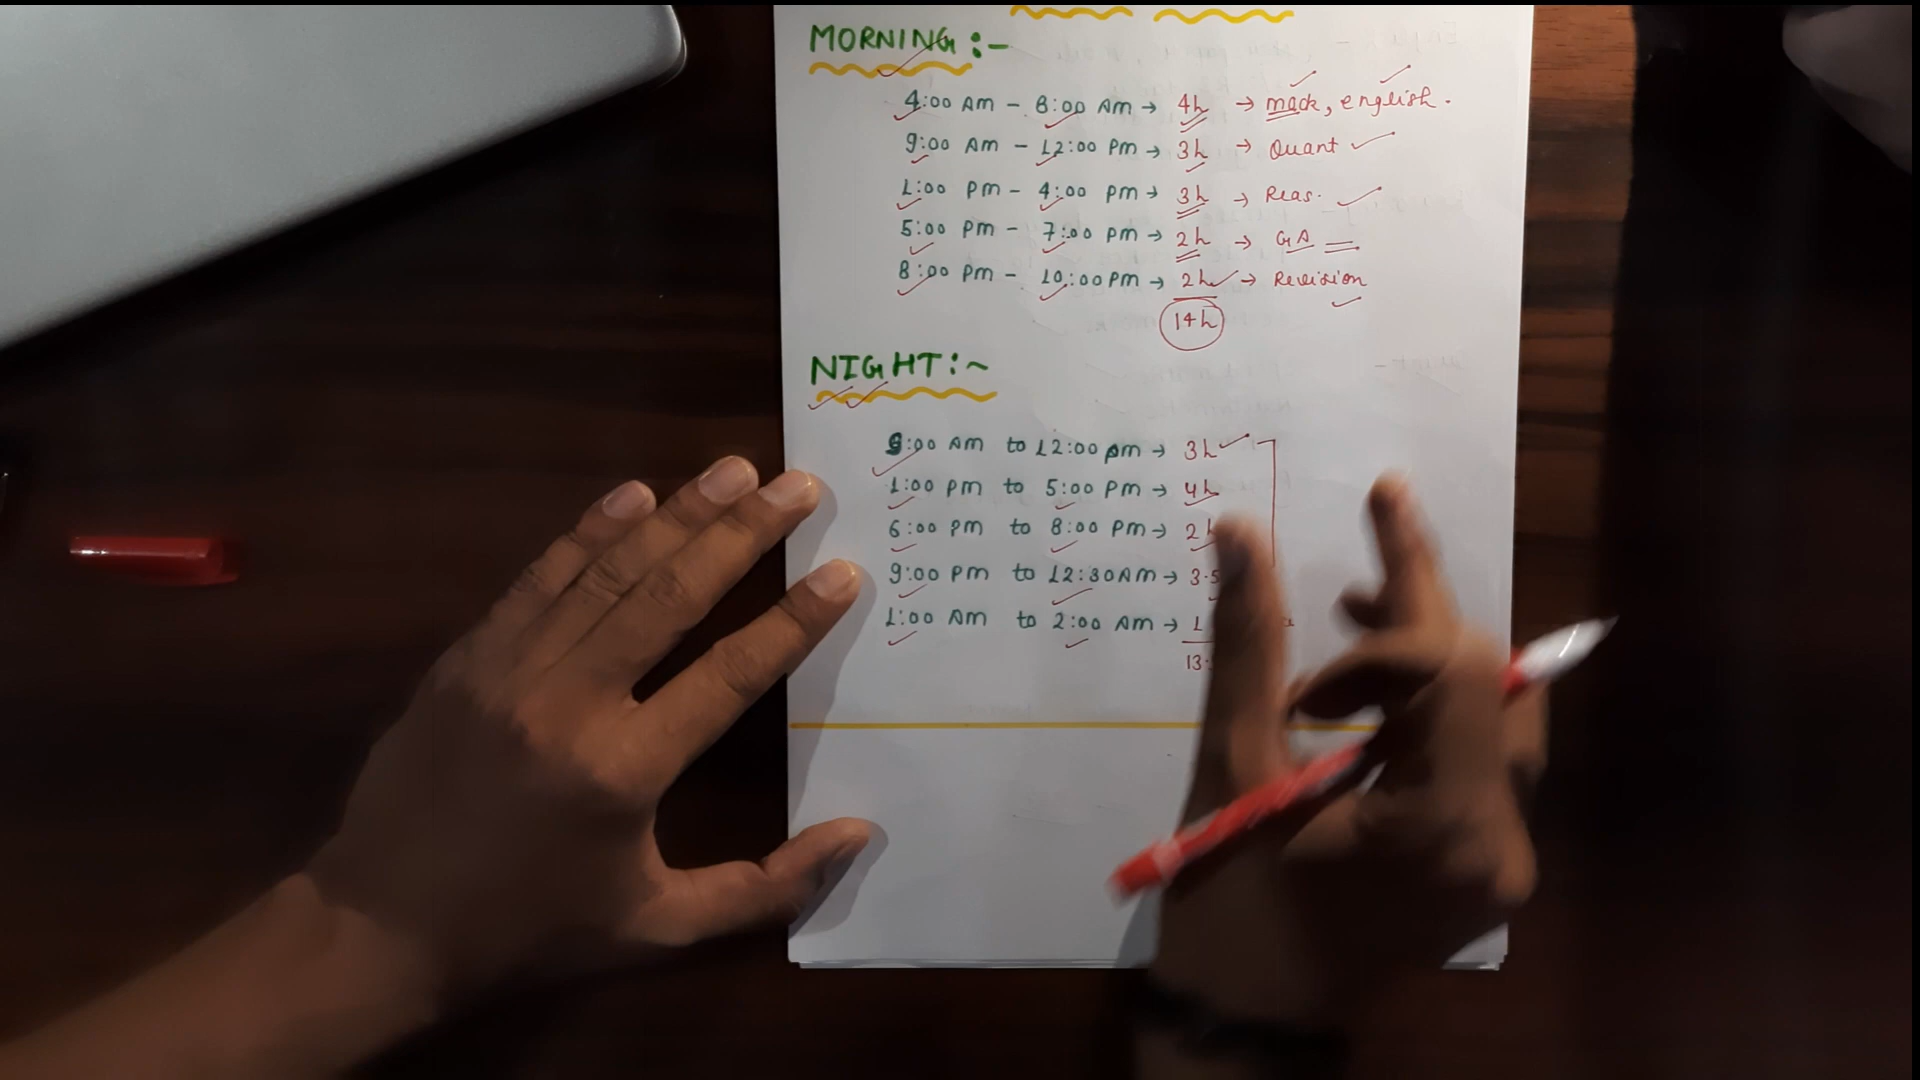 MORNING :-
4:00 AM - 8:00 AM → 4h → mock, english.
9:00 AM - 12:00 PM → 3h → Quant
1:00 PM - 4:00 PM → 3h → Reas.
5:00 PM - 7:00 PM → 2h → GA
8:00 PM - 10:00 PM → 2h → Revision
14h
NIGHT :~
9:00 AM to 12:00 pm → 3h
1:00 PM to 5:00 PM → 4h
6:00 PM to 8:00 PM → 2h
9:00 PM to 12:30 AM → 3.5
1:00 AM to 2:00 AM → 1
13.